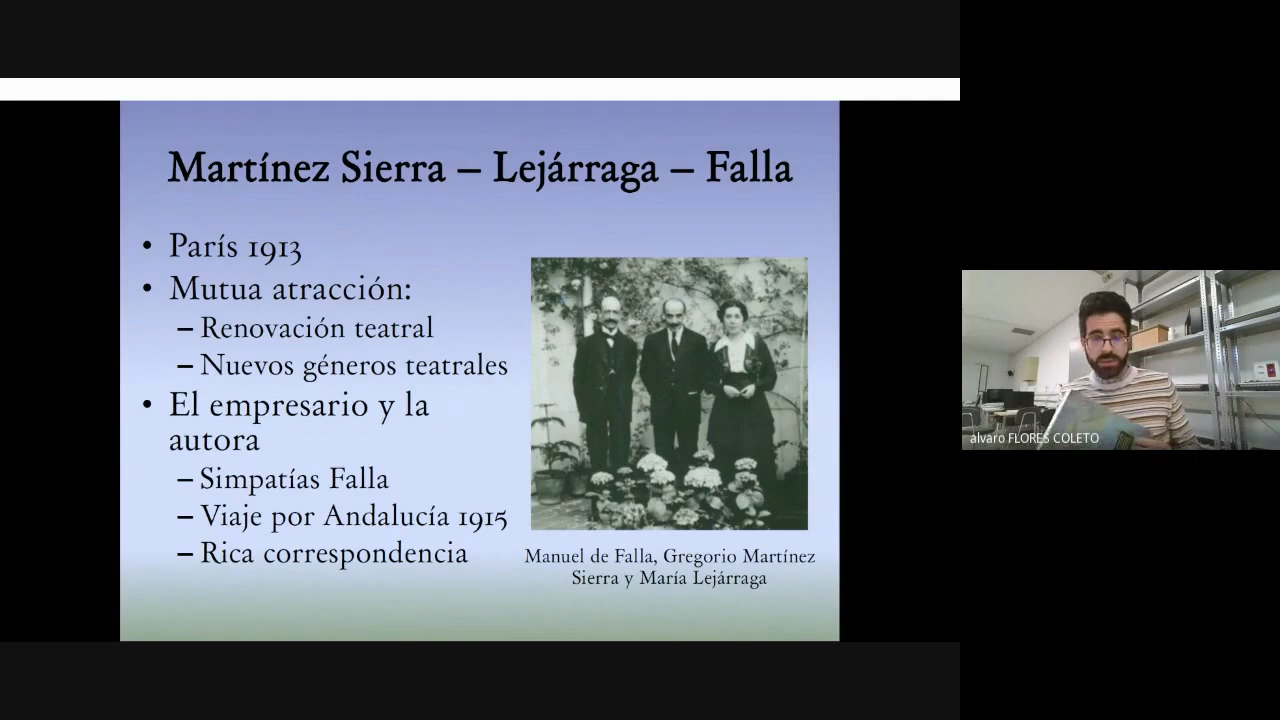 Martínez Sierra – Lejárraga – Falla
• París 1913
• Mutua atracción:
– Renovación teatral
– Nuevos géneros teatrales
• El empresario y la
autora
– Simpatías Falla
– Viaje por Andalucía 1915
– Rica correspondencia
Manuel de Falla, Gregorio Martínez
Sierra y María Lejárraga
alvaro FLORES COLETO